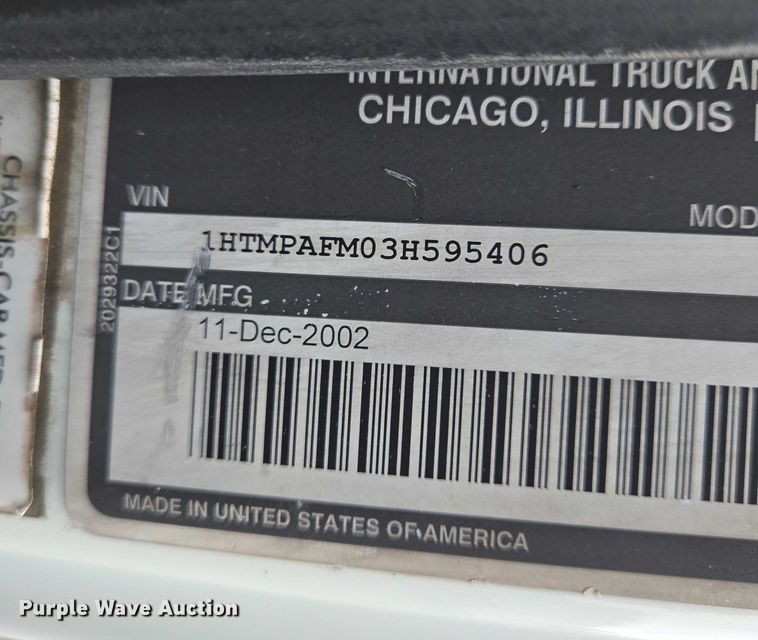 INTERNATIONAL TRUCK
CHICAGO, ILLINOIS
VIN
MOD
1HTMPAFM03H595406
DATE MFG
11-Dec-2002
MADE IN UNITED STATES OF AMERICA
2029322C1
CHASSIS-CAB
Purple Wave Auction